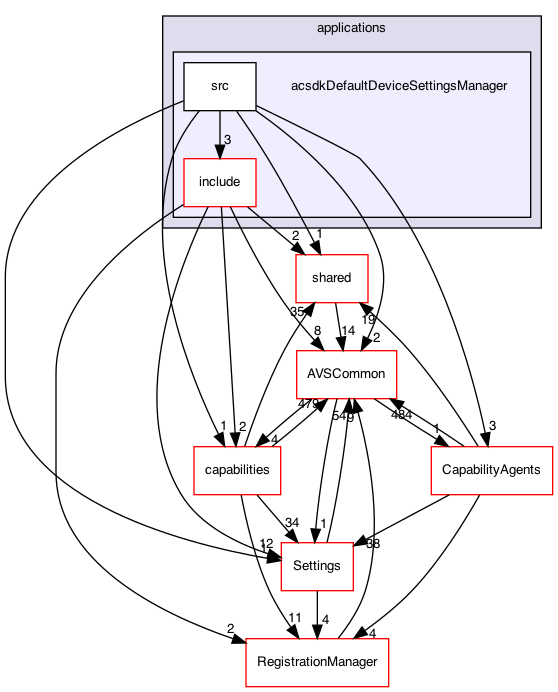 applications
src
acsdkDefaultDeviceSettingsManager
3
include
2
1
shared
35
19
8
14
2
AVSCommon
479
484
549
1
2
4
1
3
capabilities
CapabilityAgents
34
1
12
38
Settings
2
11
4
4
RegistrationManager